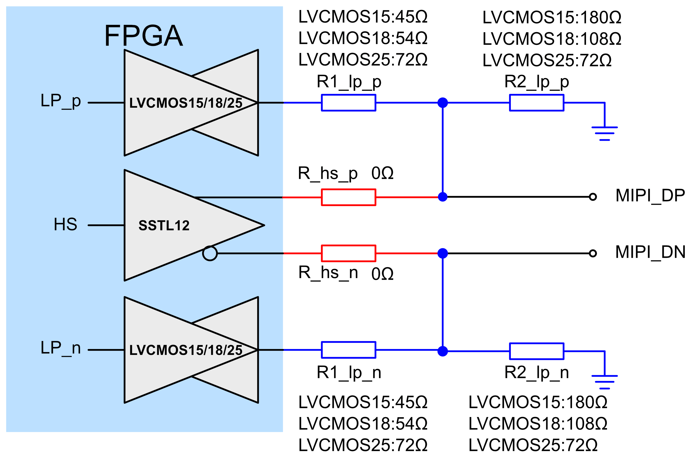 FPGA
LVCMOS15:45Ω
LVCMOS18:54Ω
LVCMOS25:72Ω
R1_lp_p
LVCMOS15:180Ω
LVCMOS18:108Ω
LVCMOS25:72Ω
R2_lp_p
LP_p
LVCMOS15/18/25
R_hs_p 0Ω
MIPI_DP
HS
SSTL12
MIPI_DN
R_hs_n 0Ω
LP_n
LVCMOS15/18/25
R1_lp_n
R2_lp_n
LVCMOS15:45Ω
LVCMOS18:54Ω
LVCMOS25:72Ω
LVCMOS15:180Ω
LVCMOS18:108Ω
LVCMOS25:72Ω